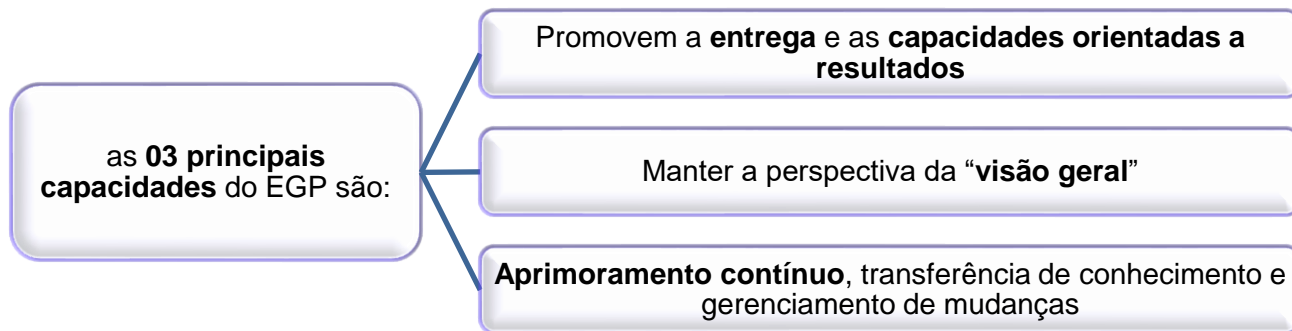 Promovem a entrega e as capacidades orientadas a
resultados
as 03 principais
capacidades do EGP são:
Manter a perspectiva da “visão geral”
Aprimoramento contínuo, transferência de conhecimento e
gerenciamento de mudanças